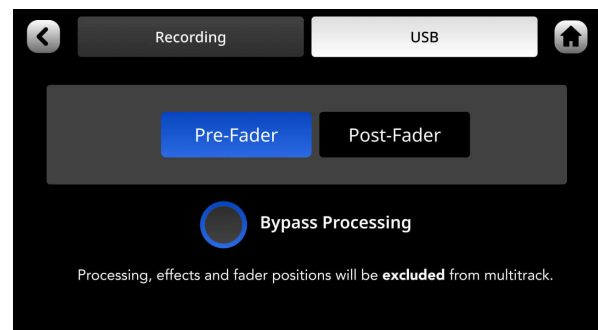 Recording USB
Pre-Fader Post-Fader
Bypass Processing
Processing, effects and fader positions will be excluded from multitrack.